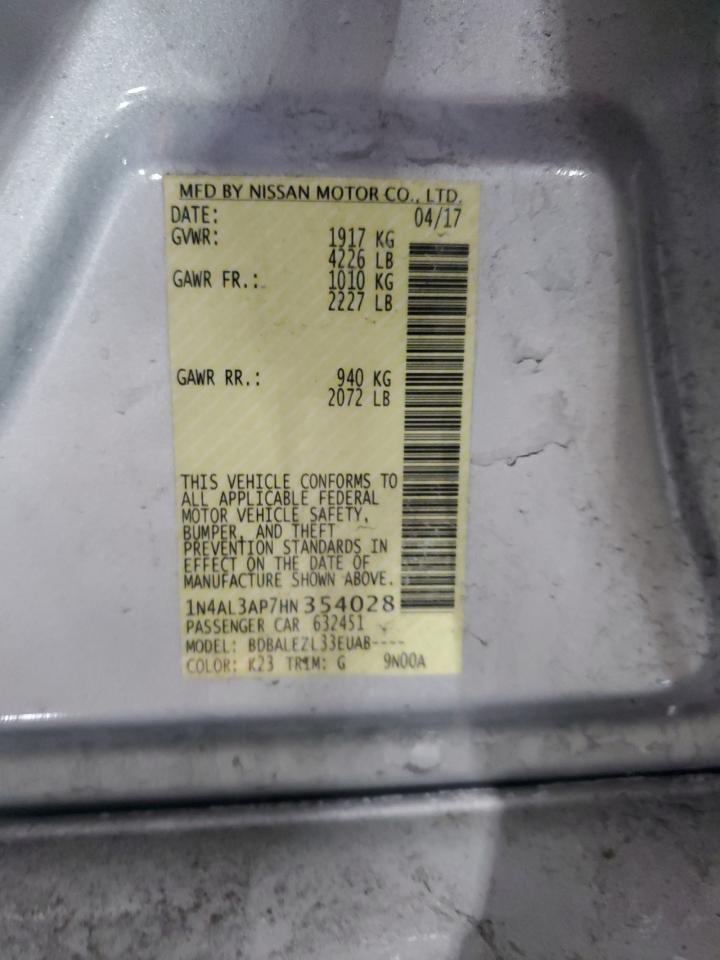 MFD BY NISSAN MOTOR CO., LTD.
DATE: 04/17
GVWR: 1917 KG
4226 LB
GAWR FR.: 1010 KG
2227 LB
GAWR RR.: 940 KG
2072 LB
THIS VEHICLE CONFORMS TO
ALL APPLICABLE FEDERAL
MOTOR VEHICLE SAFETY,
BUMPER, AND THEFT
PREVENTION STANDARDS IN
EFFECT ON THE DATE OF
MANUFACTURE SHOWN ABOVE.
1N4AL3AP7HN354028
PASSENGER CAR 632451
MODEL: BDBALEZL33EUAB----
COLOR: K23 TRIM: G 9N00A